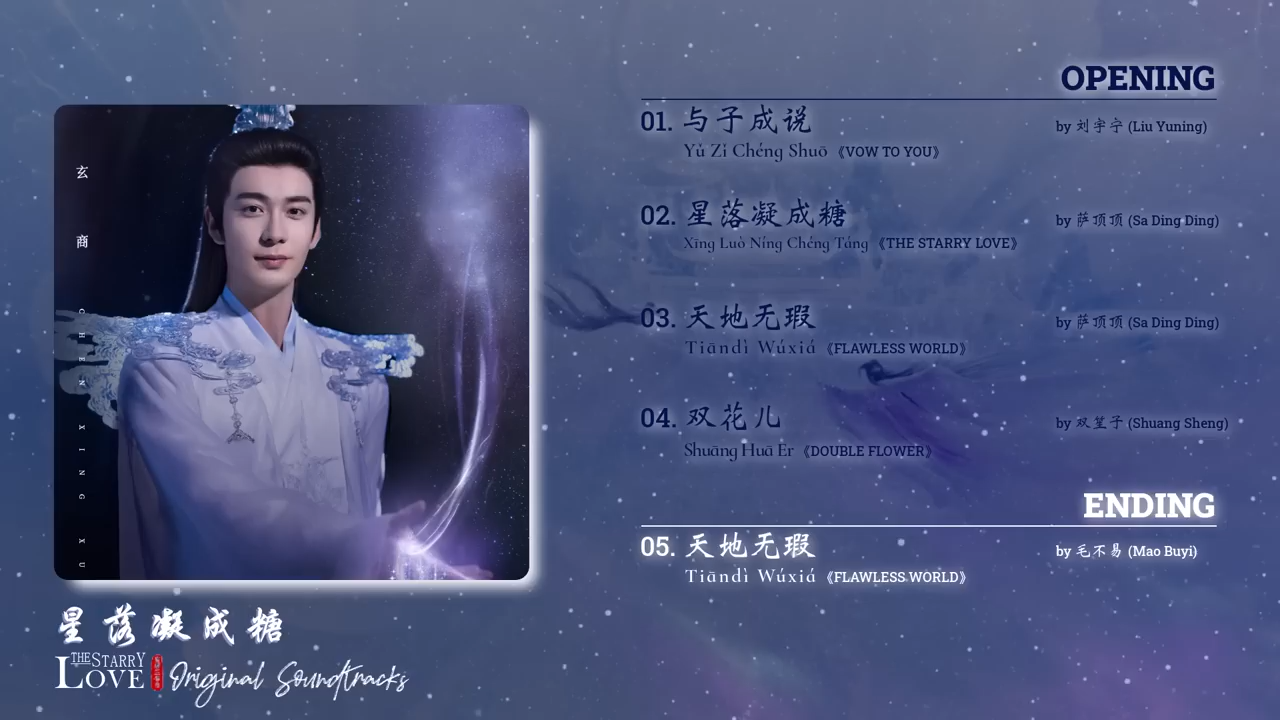 玄商
CHEN XING XU
星落凝成糖
THE STARRY LOVE
Original Soundtracks
OPENING
01. 与子成说 by 刘宇宁 (Liu Yuning)
Yǔ Zǐ Chéng Shuō 《VOW TO YOU》
02. 星落凝成糖 by 萨顶顶 (Sa Ding Ding)
Xīng Luò Níng Chéng Táng 《THE STARRY LOVE》
03. 天地无瑕 by 萨顶顶 (Sa Ding Ding)
Tiāndì Wúxiá 《FLAWLESS WORLD》
04. 双花儿 by 双笙子 (Shuang Sheng)
Shuāng Huā Er 《DOUBLE FLOWER》
ENDING
05. 天地无瑕 by 毛不易 (Mao Buyi)
Tiāndì Wúxiá 《FLAWLESS WORLD》